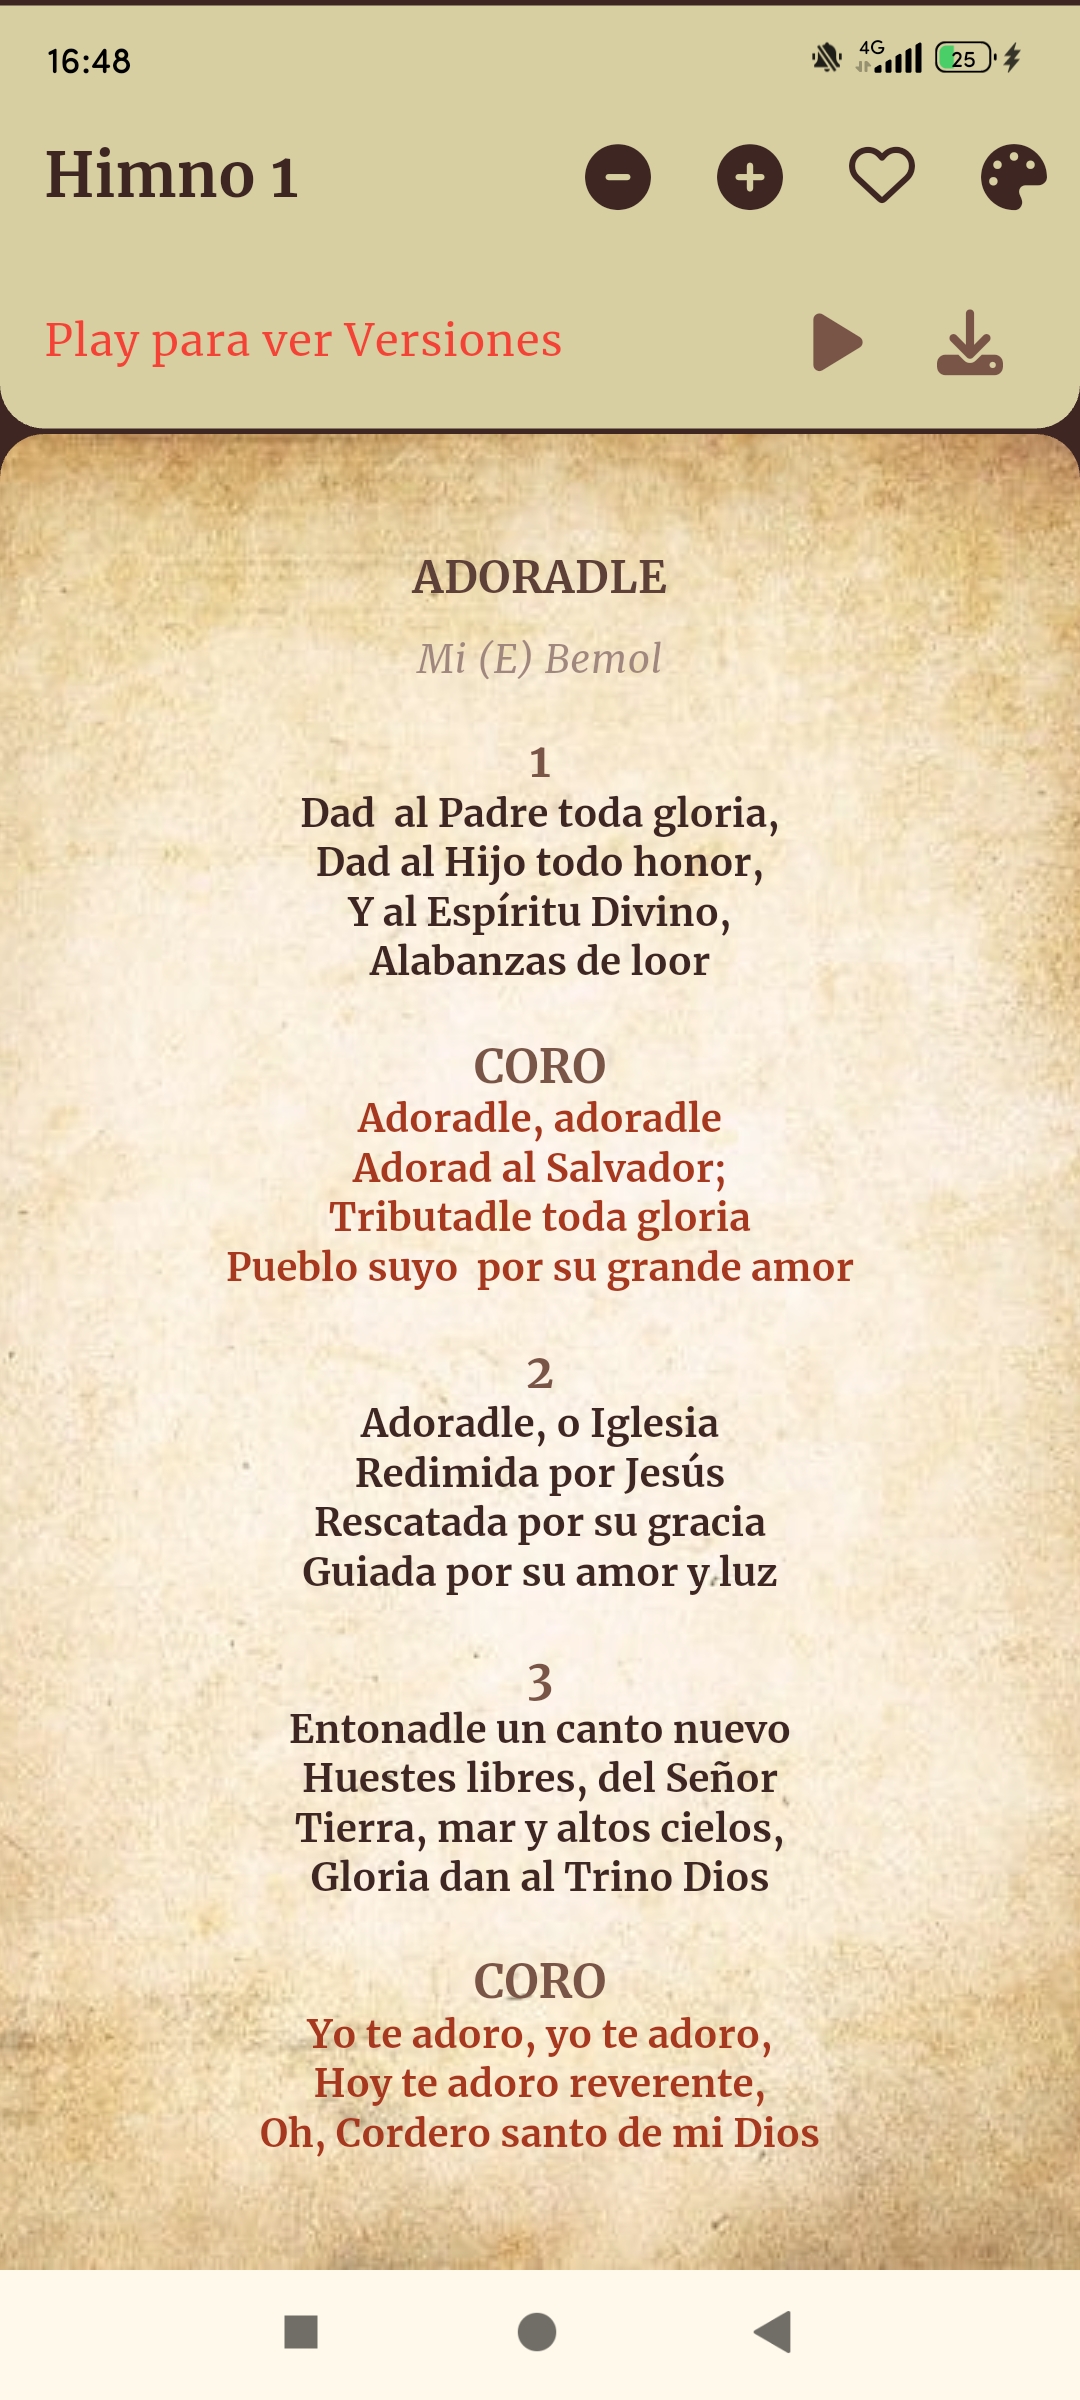 16:48
4G
25
Himno 1
Play para ver Versiones
ADORADLE
Mi (E) Bemol
1
Dad  al Padre toda gloria,
Dad al Hijo todo honor,
Y al Espíritu Divino,
Alabanzas de loor
CORO
Adoradle, adoradle
Adorad al Salvador;
Tributadle toda gloria
Pueblo suyo  por su grande amor
2
Adoradle, o Iglesia
Redimida por Jesús
Rescatada por su gracia
Guiada por su amor y luz
3
Entonadle un canto nuevo
Huestes libres, del Señor
Tierra, mar y altos cielos,
Gloria dan al Trino Dios
CORO
Yo te adoro, yo te adoro,
Hoy te adoro reverente,
Oh, Cordero santo de mi Dios